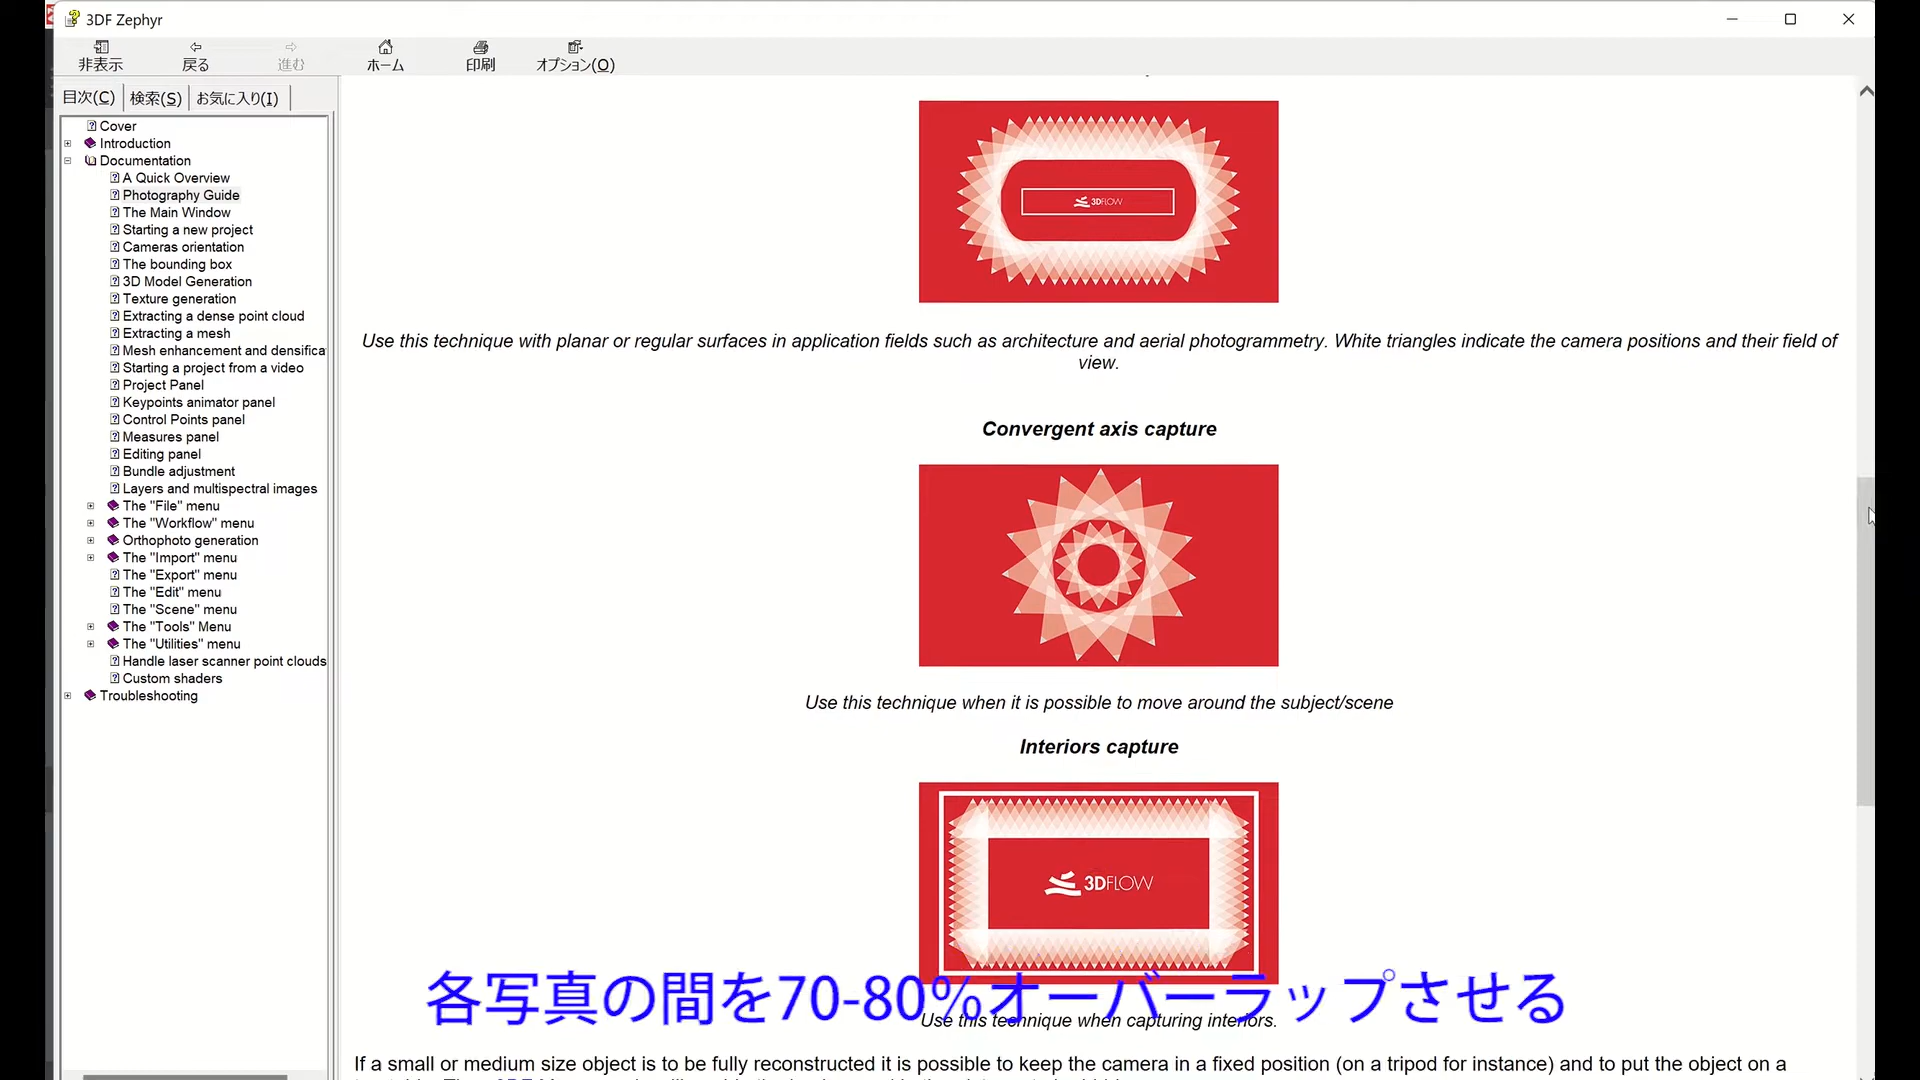 3DF Zephyr
非表示
戻る
進む
ホーム
印刷
オプション(O)
目次(C)
検索(S)
お気に入り(I)
Cover
Introduction
Documentation
A Quick Overview
Photography Guide
The Main Window
Starting a new project
Cameras orientation
The bounding box
3D Model Generation
Texture generation
Extracting a dense point cloud
Extracting a mesh
Mesh enhancement and densifica
Starting a project from a video
Project Panel
Keypoints animator panel
Control Points panel
Measures panel
Editing panel
Bundle adjustment
Layers and multispectral images
The "File" menu
The "Workflow" menu
Orthophoto generation
The "Import" menu
The "Export" menu
The "Edit" menu
The "Scene" menu
The "Tools" Menu
The "Utilities" menu
Handle laser scanner point clouds
Custom shaders
Troubleshooting
3DFLOW
Use this technique with planar or regular surfaces in application fields such as architecture and aerial photogrammetry. White triangles indicate the camera positions and their field of
view.
Convergent axis capture
Use this technique when it is possible to move around the subject/scene
Interiors capture
3DFLOW
各写真の間を70-80%オーバーラップさせる
Use this technique when capturing interiors.
If a small or medium size object is to be fully reconstructed it is possible to keep the camera in a fixed position (on a tripod for instance) and to put the object on a